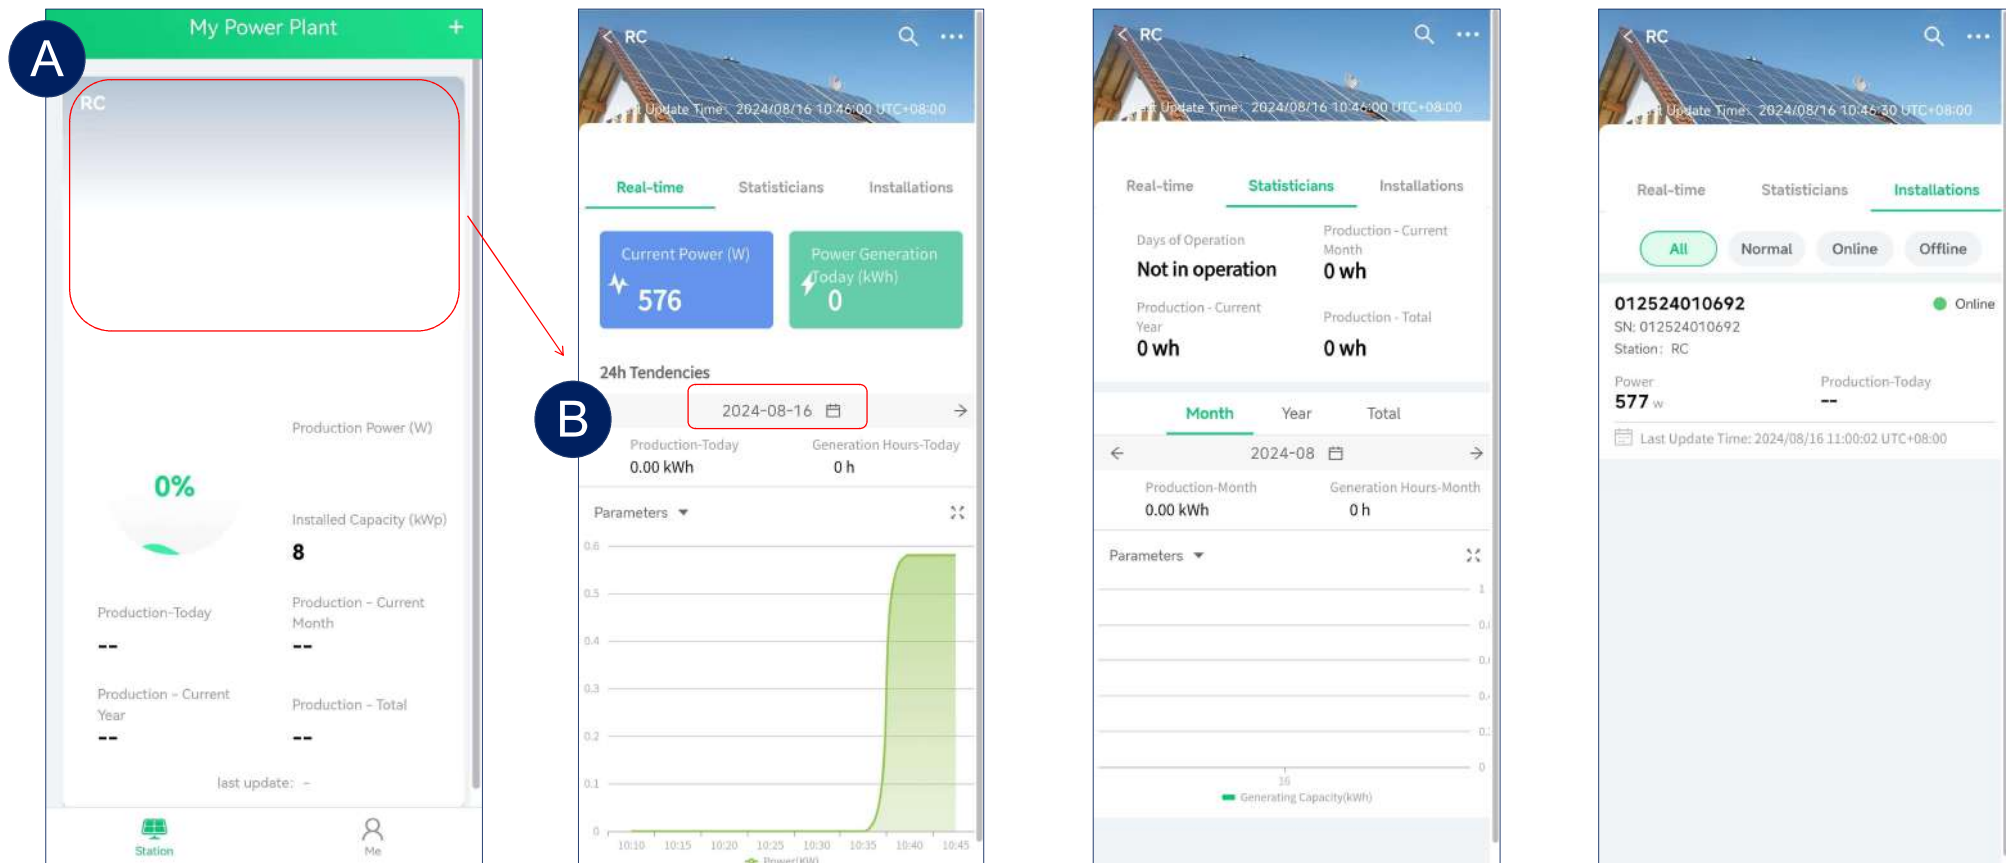 A
My Power Plant +
RC
Production Power (W)
0%
Installed Capacity (kWp)
8
Production-Today
--
Production - Current
Month
--
Production - Current
Year
--
Production - Total
--
last update: -
Station
Me
RC
Last Update Time: 2024/08/16 10:46:00 UTC+08:00
Real-time Statisticians Installations
Current Power (W)
576
Power Generation
Today (kWh)
0
24h Tendencies
B
2024-08-16
Production-Today
0.00 kWh
Generation Hours-Today
0 h
Parameters
0.6
0.5
0.4
0.3
0.2
0.1
0
10:10 10:15 10:20 10:25 10:30 10:35 10:40 10:45
Power(KW)
RC
Last Update Time: 2024/08/16 10:46:00 UTC+08:00
Real-time Statisticians Installations
Days of Operation
Not in operation
Production - Current
Month
0 wh
Production - Current
Year
0 wh
Production - Total
0 wh
Month Year Total
2024-08
Production-Month
0.00 kWh
Generation Hours-Month
0 h
Parameters
1
0
16
Generating Capacity(kWh)
RC
Last Update Time: 2024/08/16 10:46:30 UTC+08:00
Real-time Statisticians Installations
All Normal Online Offline
012524010692 Online
SN: 012524010692
Station: RC
Power
577 w
Production-Today
--
Last Update Time: 2024/08/16 11:00:02 UTC+08:00